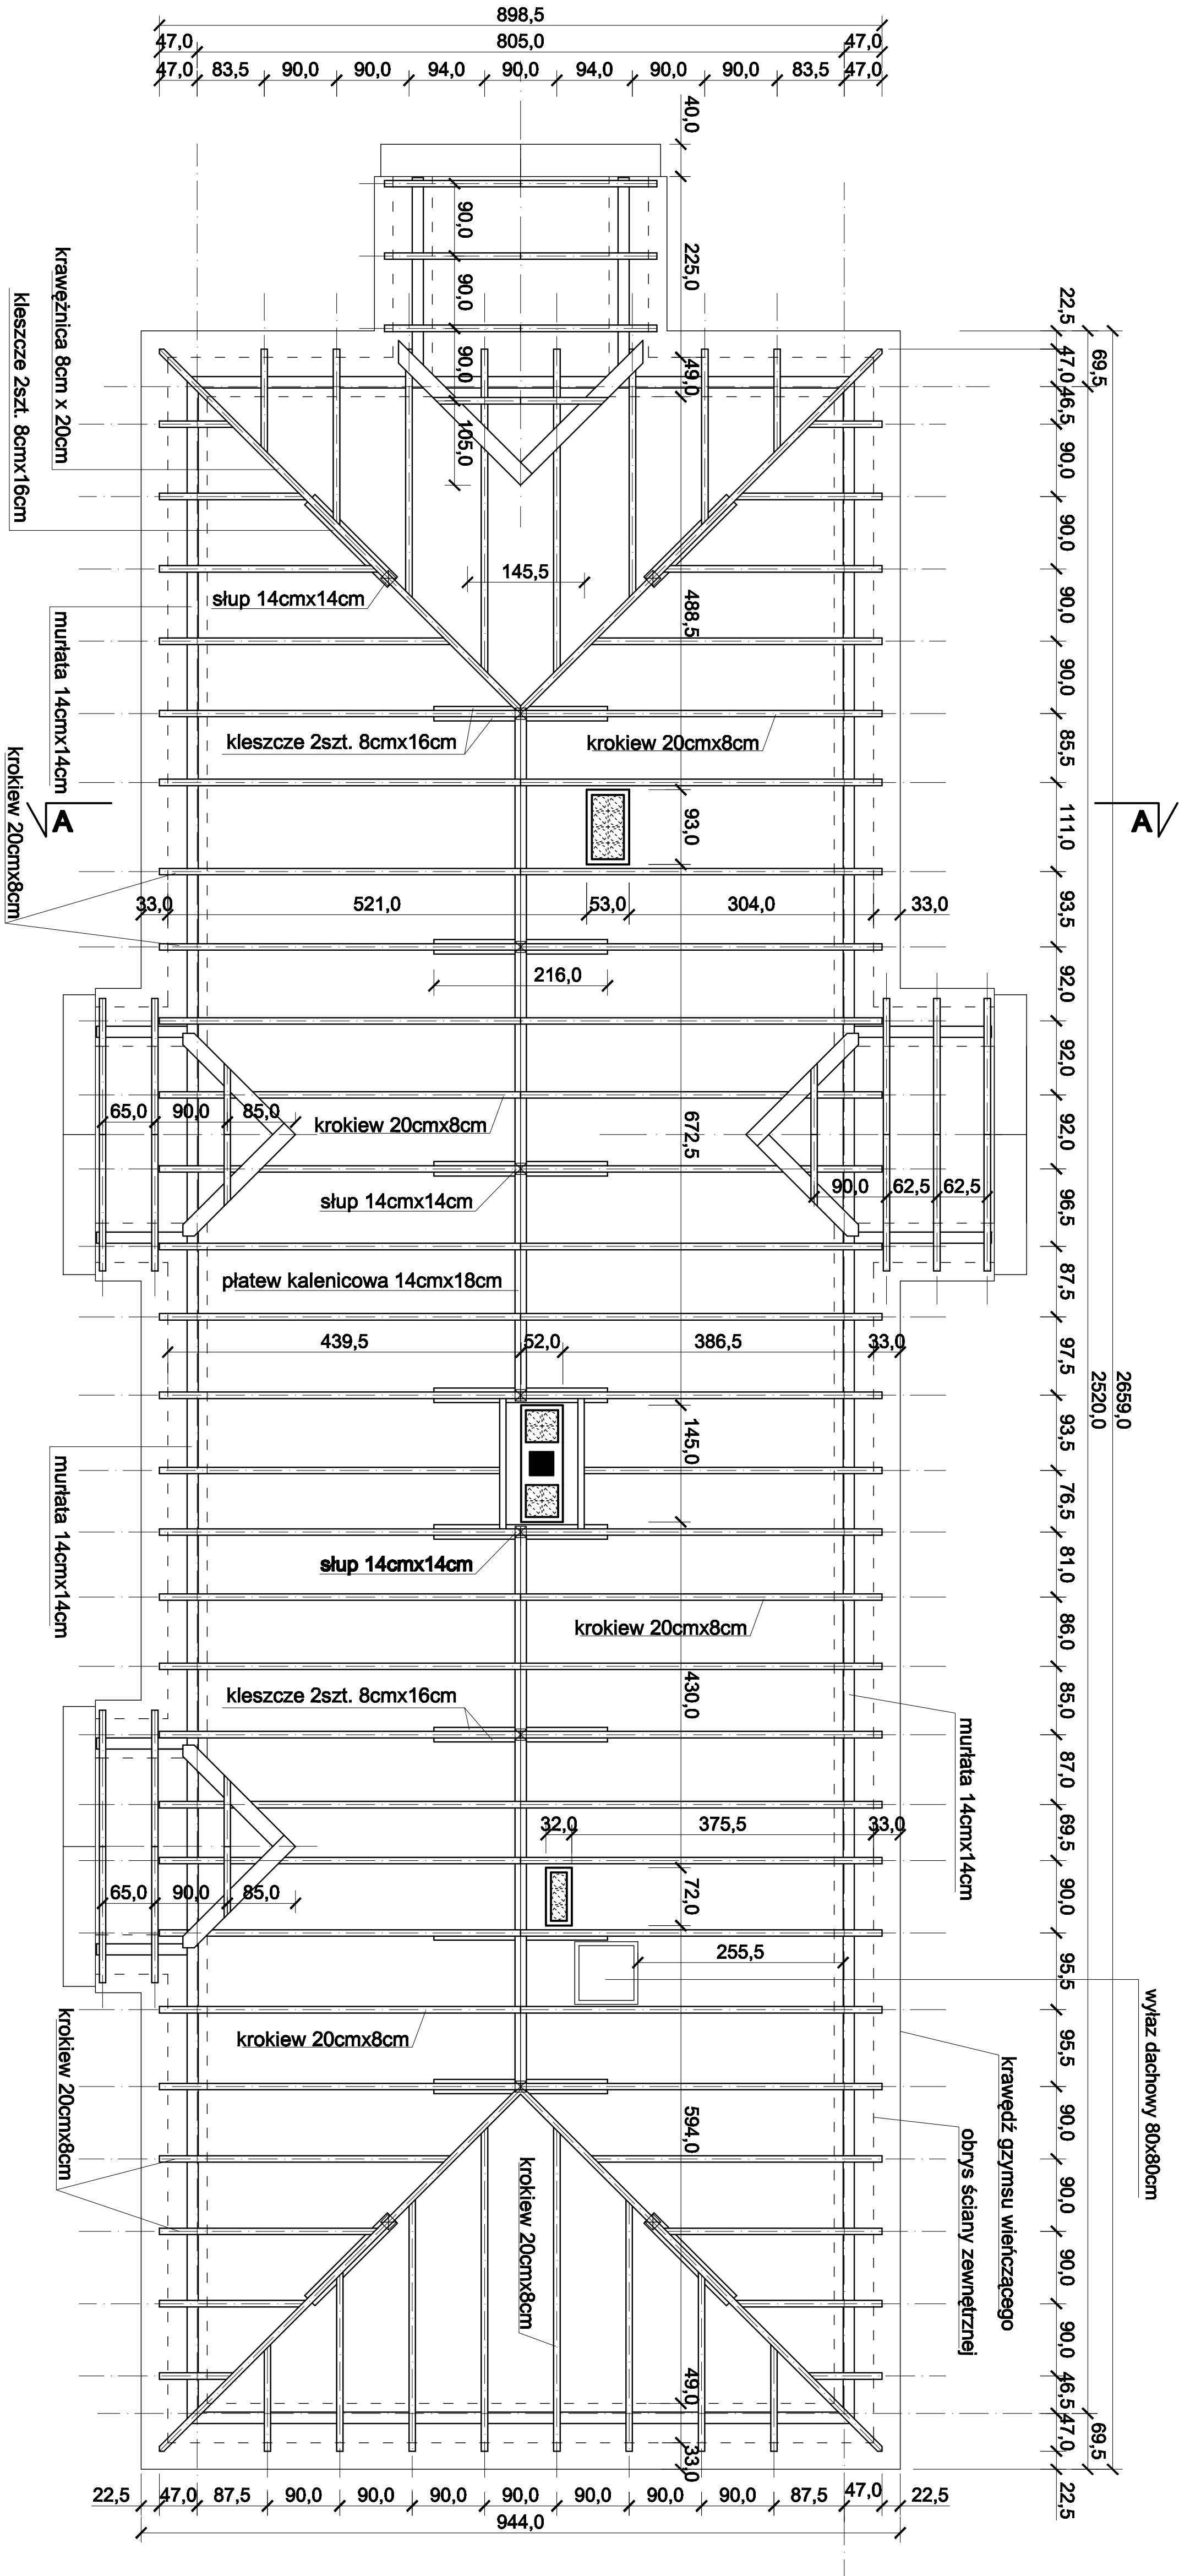 898,5
47,0 805,0 47,0
47,0 83,5 90,0 90,0 94,0 90,0 94,0 90,0 90,0 83,5 47,0
40,0
225,0
90,0
90,0
90,0
105,0
49,0
22,5
47,0
69,5
46,5
90,0
90,0
90,0
90,0
85,5
111,0
93,5
92,0
92,0
92,0
96,5
87,5
97,5
93,5
76,5
81,0
86,0
85,0
87,0
69,5
90,0
95,5
95,5
90,0
90,0
90,0
90,0
46,5
47,0
69,5
22,5
2520,0
2659,0
krawężnica 8cm x 20cm
kleszcze 2szt. 8cmx16cm
145,5
488,5
słup 14cmx14cm
murłata 14cmx14cm
kleszcze 2szt. 8cmx16cm
krokiew 20cmx8cm
krokiew 20cmx8cm
A
A
93,0
33,0 521,0 53,0 304,0 33,0
216,0
65,0 90,0 85,0
krokiew 20cmx8cm
672,5
90,0 62,5 62,5
słup 14cmx14cm
płatew kalenicowa 14cmx18cm
439,5 52,0 386,5 33,0
145,0
murłata 14cmx14cm
słup 14cmx14cm
krokiew 20cmx8cm
430,0
kleszcze 2szt. 8cmx16cm
murłata 14cmx14cm
32,0 375,5 33,0
72,0
65,0 90,0 85,0
255,5
wyłaz dachowy 80x80cm
krokiew 20cmx8cm
krokiew 20cmx8cm
krawędź gzymsu wieńczącego
obrys ściany zewnętrznej
594,0
krokiew 20cmx8cm
49,0
33,0
22,5 47,0 87,5 90,0 90,0 90,0 90,0 90,0 90,0 90,0 87,5 47,0 22,5
944,0